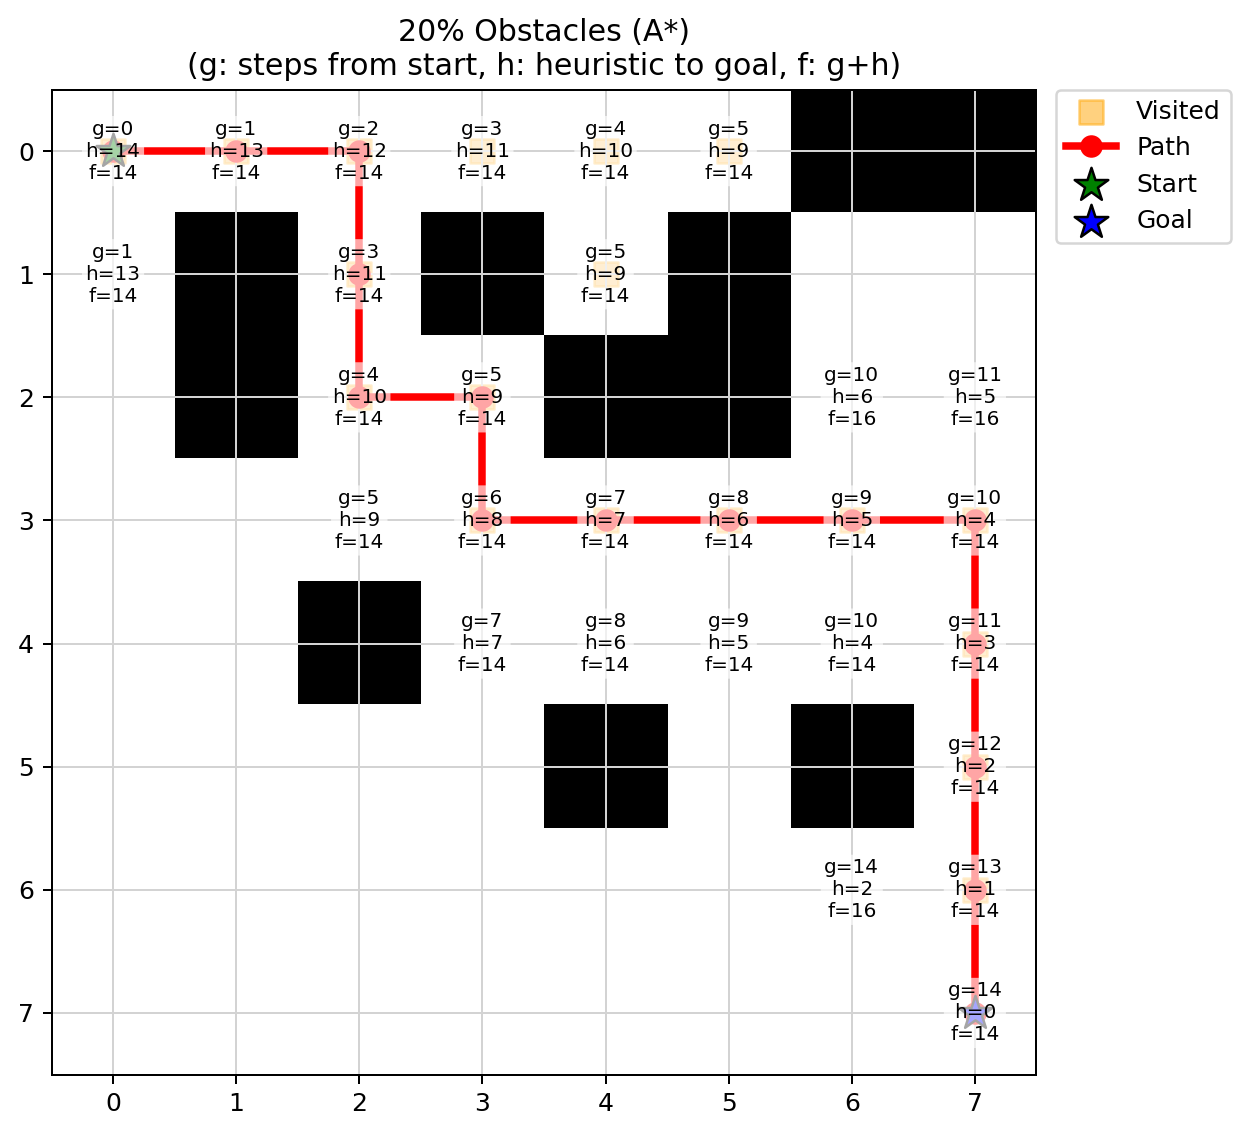 20% Obstacles (A*)
(g: steps from start, h: heuristic to goal, f: g+h)
Visited
Path
Start
Goal
0
g=0
h=14
f=14
g=1
h=13
f=14
g=2
h=12
f=14
g=3
h=11
f=14
g=4
h=10
f=14
g=5
h=9
f=14
1
g=1
h=13
f=14
g=3
h=11
f=14
g=5
h=9
f=14
2
g=4
h=10
f=14
g=5
h=9
f=14
g=10
h=6
f=16
g=11
h=5
f=16
3
g=5
h=9
f=14
g=6
h=8
f=14
g=7
h=7
f=14
g=8
h=6
f=14
g=9
h=5
f=14
g=10
h=4
f=14
4
g=7
h=7
f=14
g=8
h=6
f=14
g=9
h=5
f=14
g=10
h=4
f=14
g=11
h=3
f=14
5
g=12
h=2
f=14
6
g=14
h=2
f=16
g=13
h=1
f=14
7
g=14
h=0
f=14
0 1 2 3 4 5 6 7